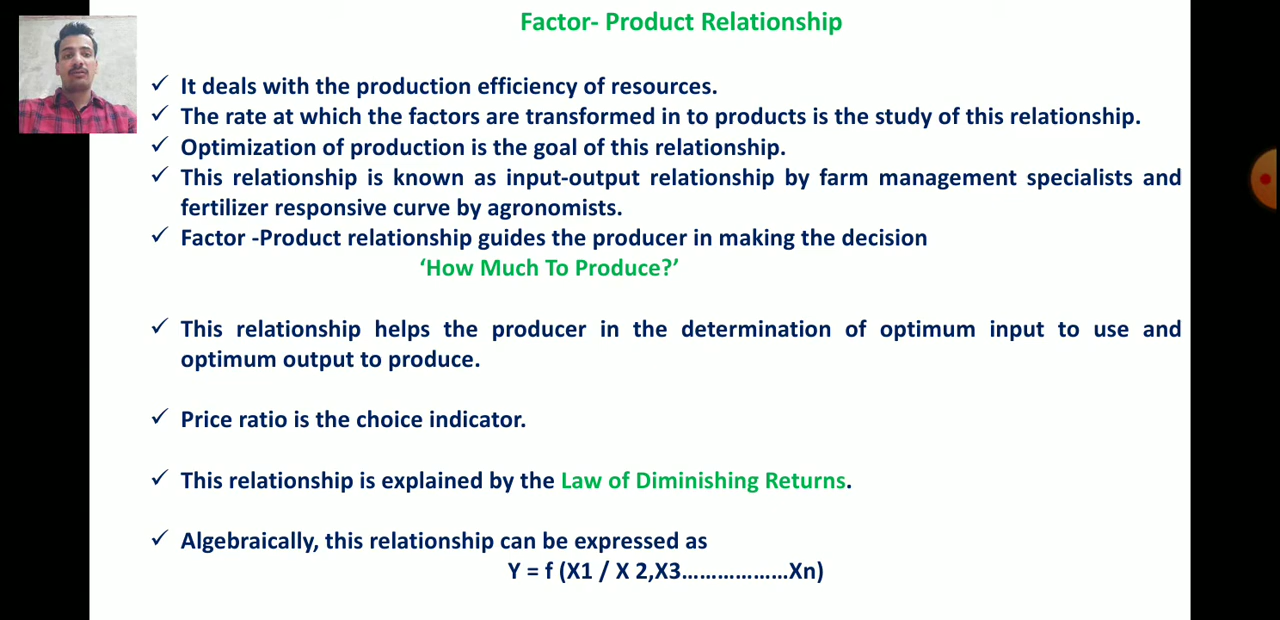 Factor- Product Relationship
✓ It deals with the production efficiency of resources.
✓ The rate at which the factors are transformed in to products is the study of this relationship.
✓ Optimization of production is the goal of this relationship.
✓ This relationship is known as input-output relationship by farm management specialists and
fertilizer responsive curve by agronomists.
✓ Factor -Product relationship guides the producer in making the decision
‘How Much To Produce?’
✓ This relationship helps the producer in the determination of optimum input to use and
optimum output to produce.
✓ Price ratio is the choice indicator.
✓ This relationship is explained by the Law of Diminishing Returns.
✓ Algebraically, this relationship can be expressed as
Y = f (X1 / X 2,X3………………Xn)